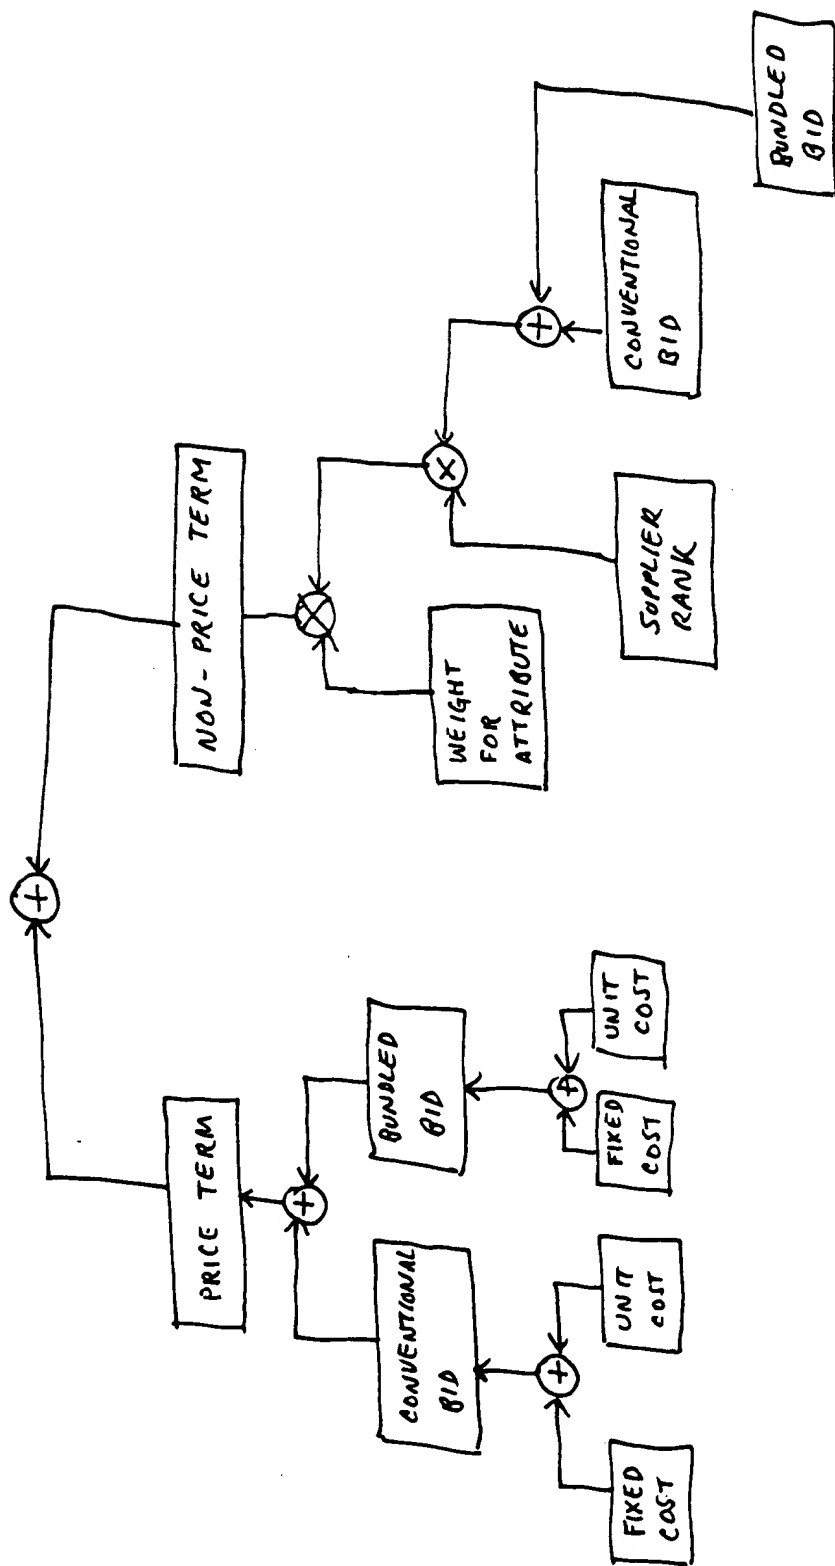 +
PRICE TERM
NON-PRICE TERM
+
×
CONVENTIONAL
BID
BUNDLED
BID
WEIGHT
FOR
ATTRIBUTE
×
+
+
+
FIXED
COST
UNIT
COST
FIXED
COST
UNIT
COST
SUPPLIER
RANK
CONVENTIONAL
BID
BUNDLED
BID